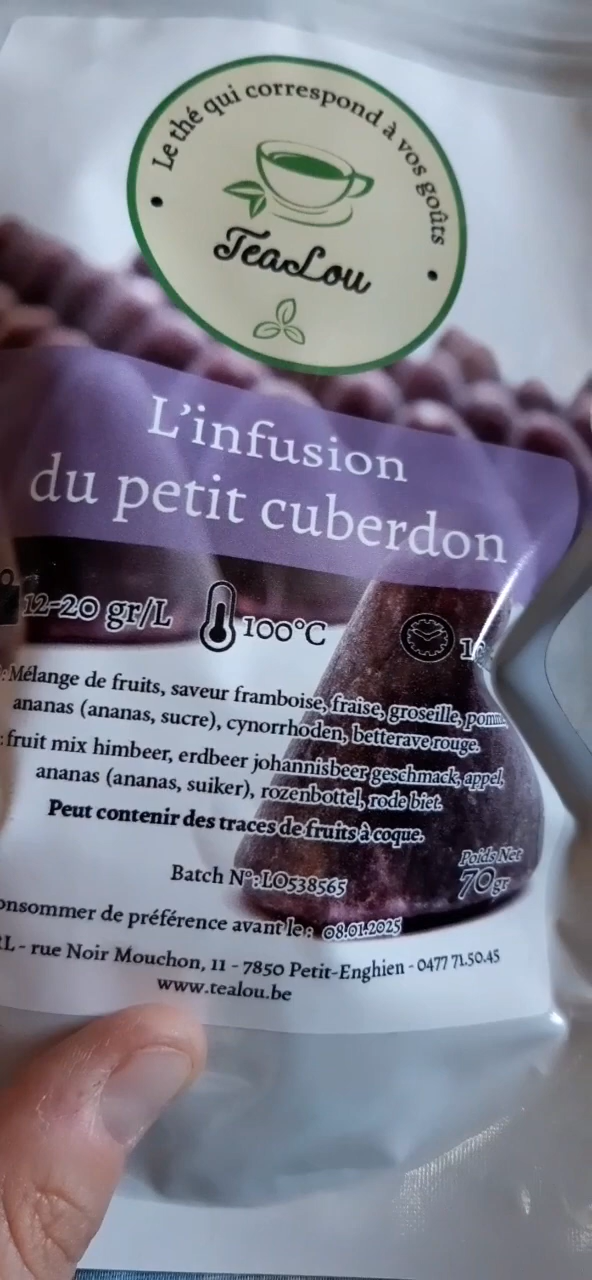 Le thé qui correspond à vos goûts
TeaLou
L'infusion
du petit cuberdon
12-20 gr/L 100°C
: Mélange de fruits, saveur framboise, fraise, groseille,
ananas (ananas, sucre), cynorrhoden, betterave rouge.
: fruit mix himbeer, erdbeer johannisbeer geschmack, appel,
ananas (ananas, suiker), rozenbottel, rode biet.
Peut contenir des traces de fruits à coque.
Poids Net
70gr
Batch N°: LO538565
onsommer de préférence avant le : 08.01.2025
RL - rue Noir Mouchon, 11 - 7850 Petit-Enghien - 0477 71.50.45
www.tealou.be